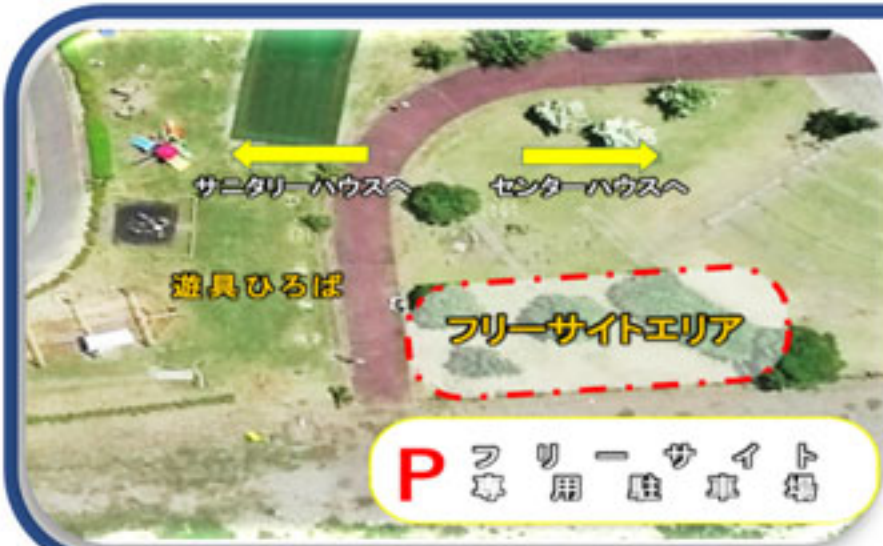 サニタリーハウスへ
センターハウスへ
遊具ひろば
フリーサイトエリア
P
フリーサイト
専用駐車場